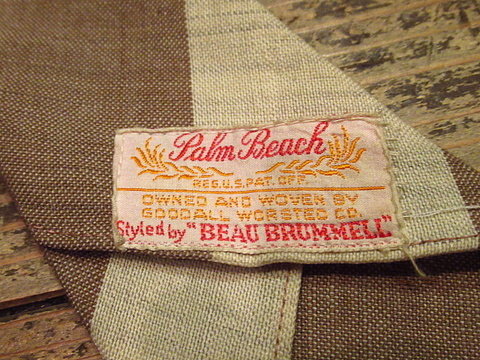 Palm Beach
REG.U.S.PAT.OFF
OWNED AND WOVEN BY
GOODALL WORSTED CO.
Styled by "BEAU BRUMMELL"